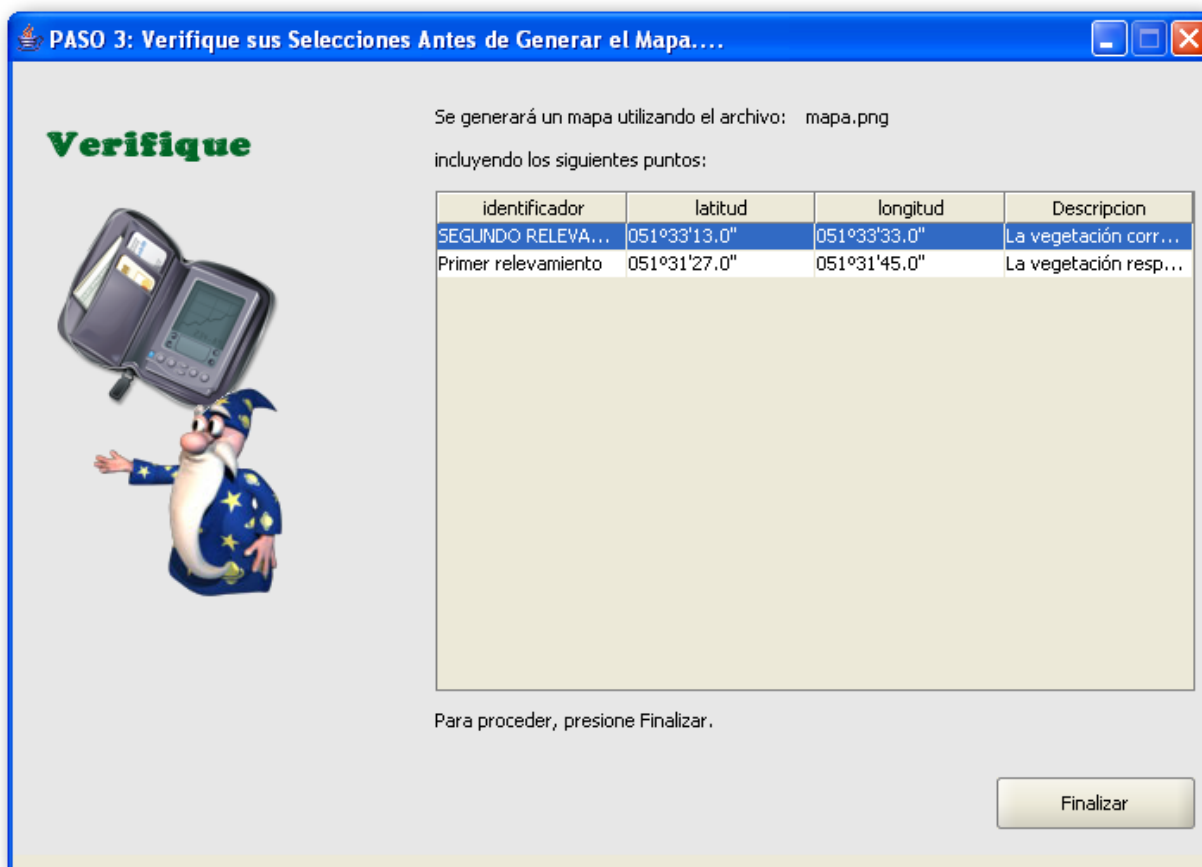 PASO 3: Verifique sus Selecciones Antes de Generar el Mapa....
Verifique
Se generará un mapa utilizando el archivo: mapa.png
incluyendo los siguientes puntos:
identificador latitud longitud Descripcion
SEGUNDO RELEVA... 051º33'13.0" 051º33'33.0" La vegetación corr...
Primer relevamiento 051º31'27.0" 051º31'45.0" La vegetación resp...
Para proceder, presione Finalizar.
Finalizar